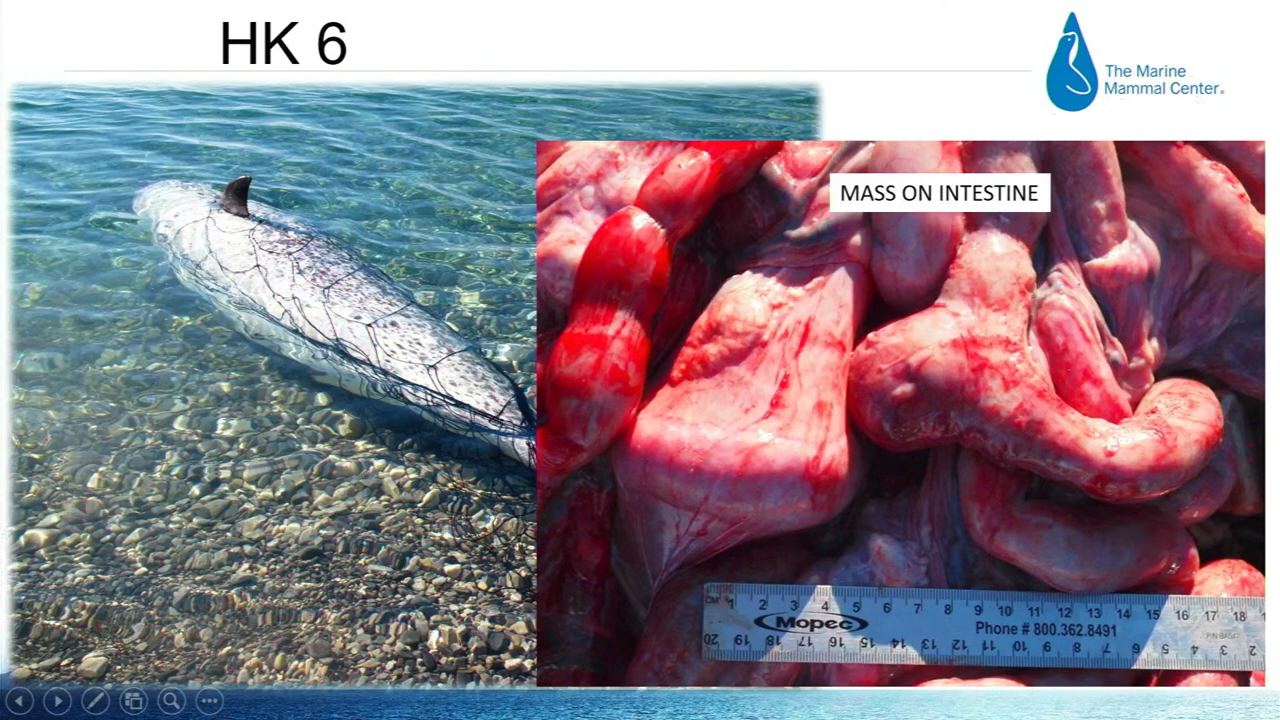 HK 6
The Marine
Mammal Center®
MASS ON INTESTINE
CM 1 2 3 4 5 6 7 8 9 10 11 12 13 14 15 16 17 18
Mopec
Phone # 800.362.8491
20 19 18 17 16 15 14 13 12 11 10 9 8 7 6 5 4 3 2